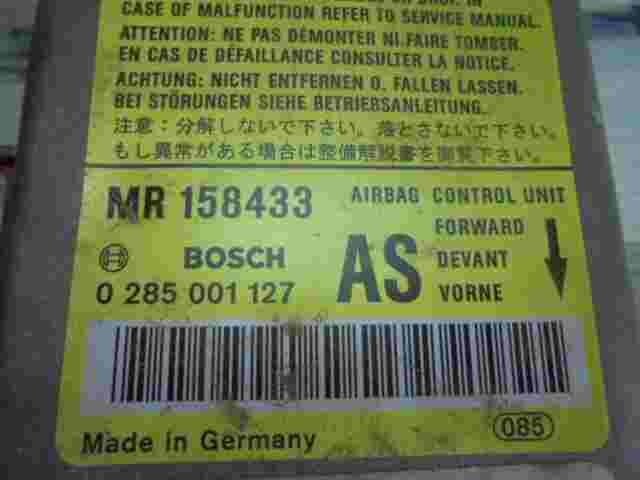 CASE OF MALFUNCTION REFER TO SERVICE MANUAL.
ATTENTION: NE PAS DÉMONTER NI.FAIRE TOMBER.
EN CAS DE DÉFAILLANCE CONSULTER LA NOTICE.
ACHTUNG: NICHT ENTFERNEN O. FALLEN LASSEN.
BEI STÖRUNGEN SIEHE BETRIEBSANLEITUNG.
注意：分解しないで下さい。落とさないで下さい。
もし異常がある場合は整備解説書を御覧下さい。
MR 158433 AIRBAG CONTROL UNIT
FORWARD
BOSCH AS DEVANT
0 285 001 127 VORNE
Made in Germany 085